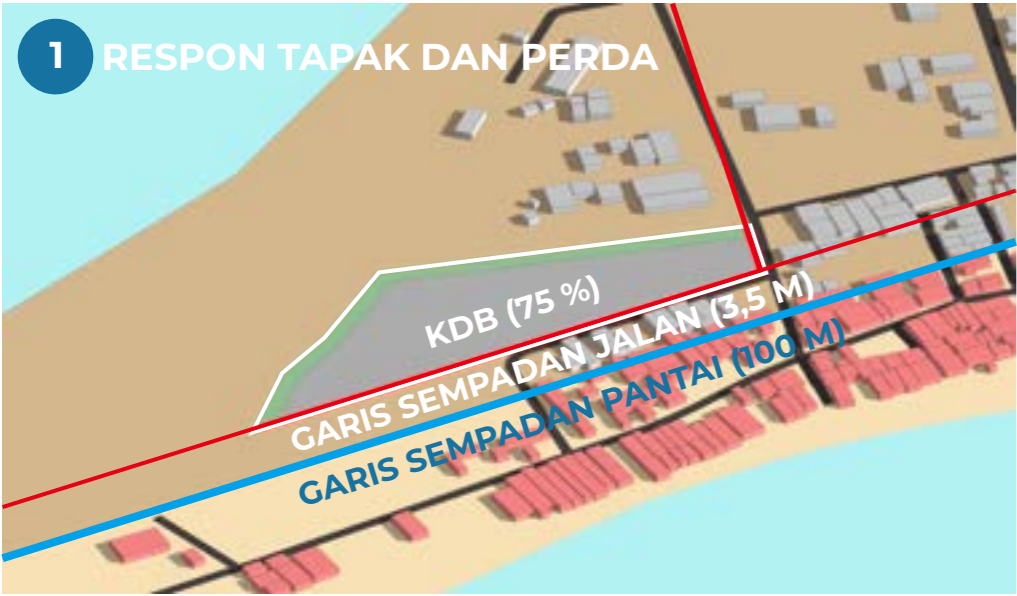 1 RESPON TAPAK DAN PERDA
KDB (75 %)
GARIS SEMPADAN JALAN (3,5 M)
GARIS SEMPADAN PANTAI (100 M)